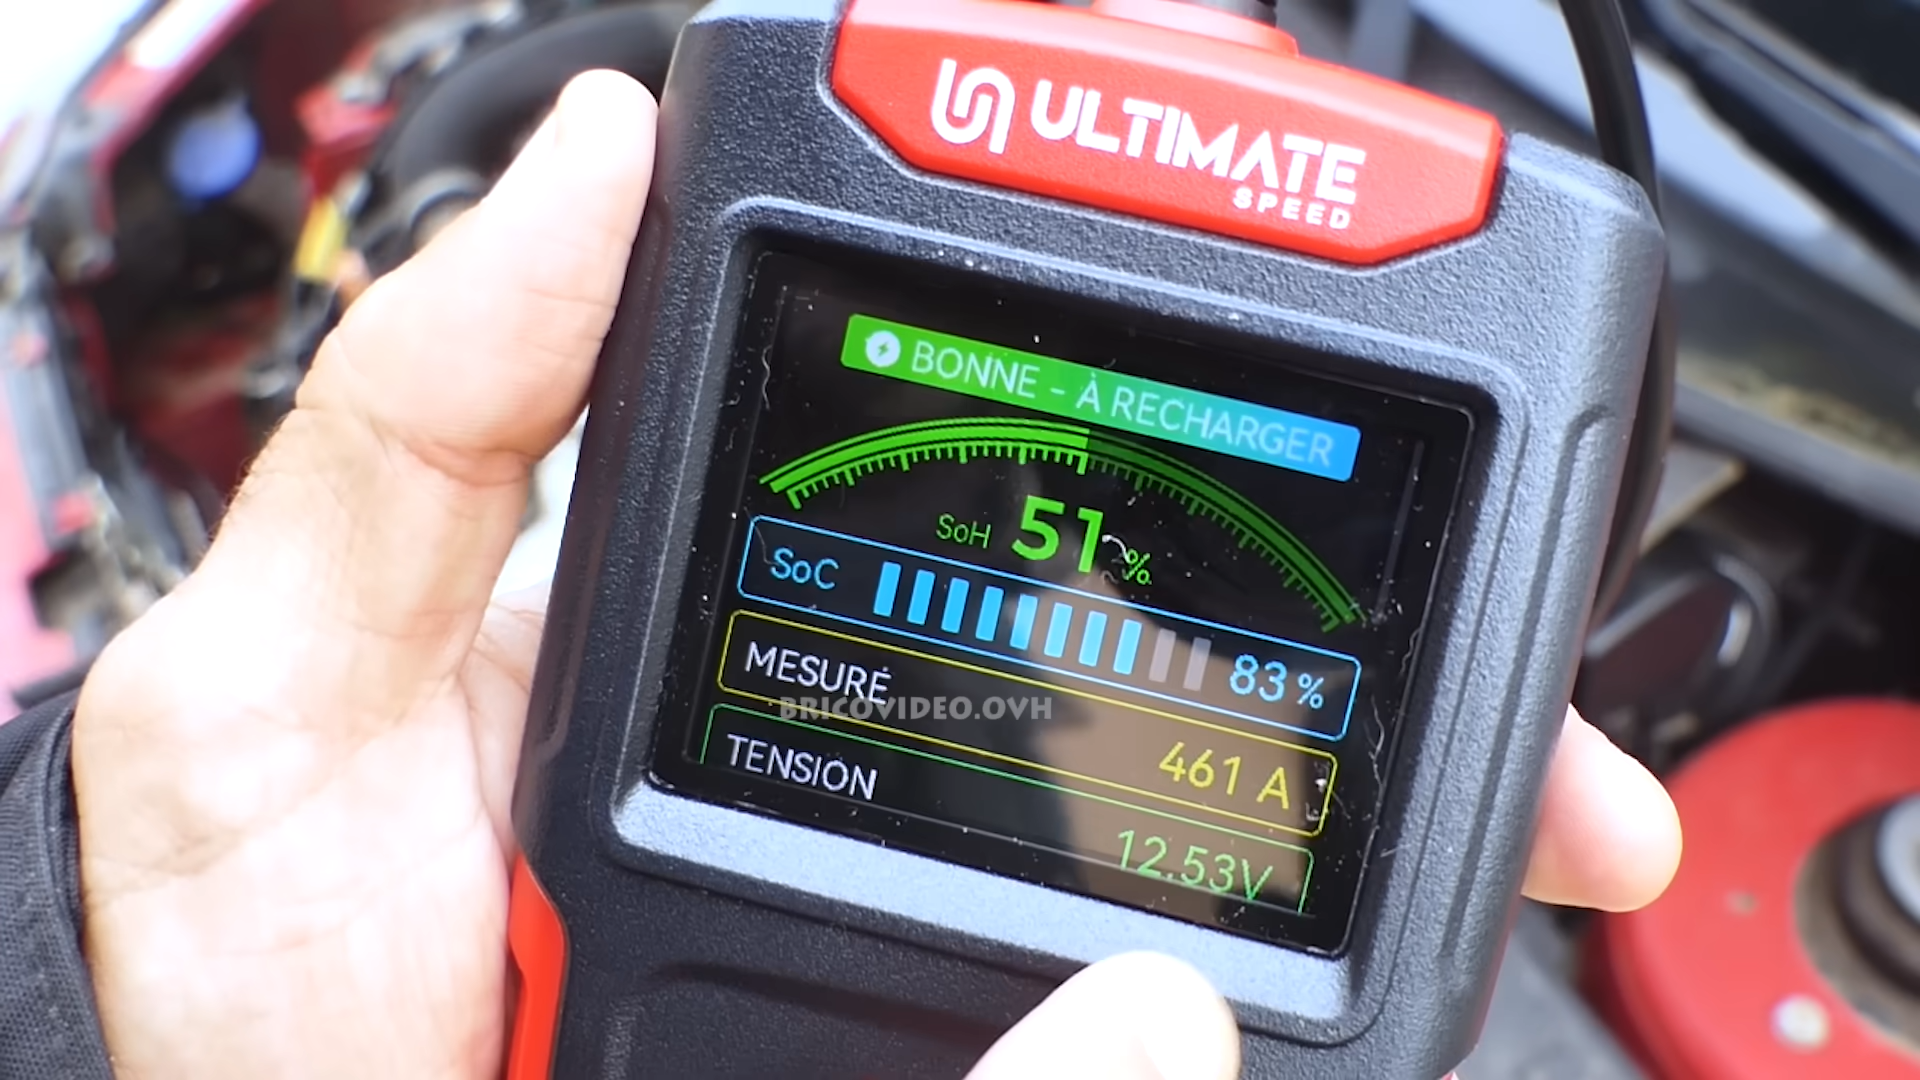 ULTIMATE
SPEED
BONNE - À RECHARGER
SoH 51 %
SoC 83 %
MESURÉ
BRICOVIDEO.OVH
461 A
TENSION
12.53V